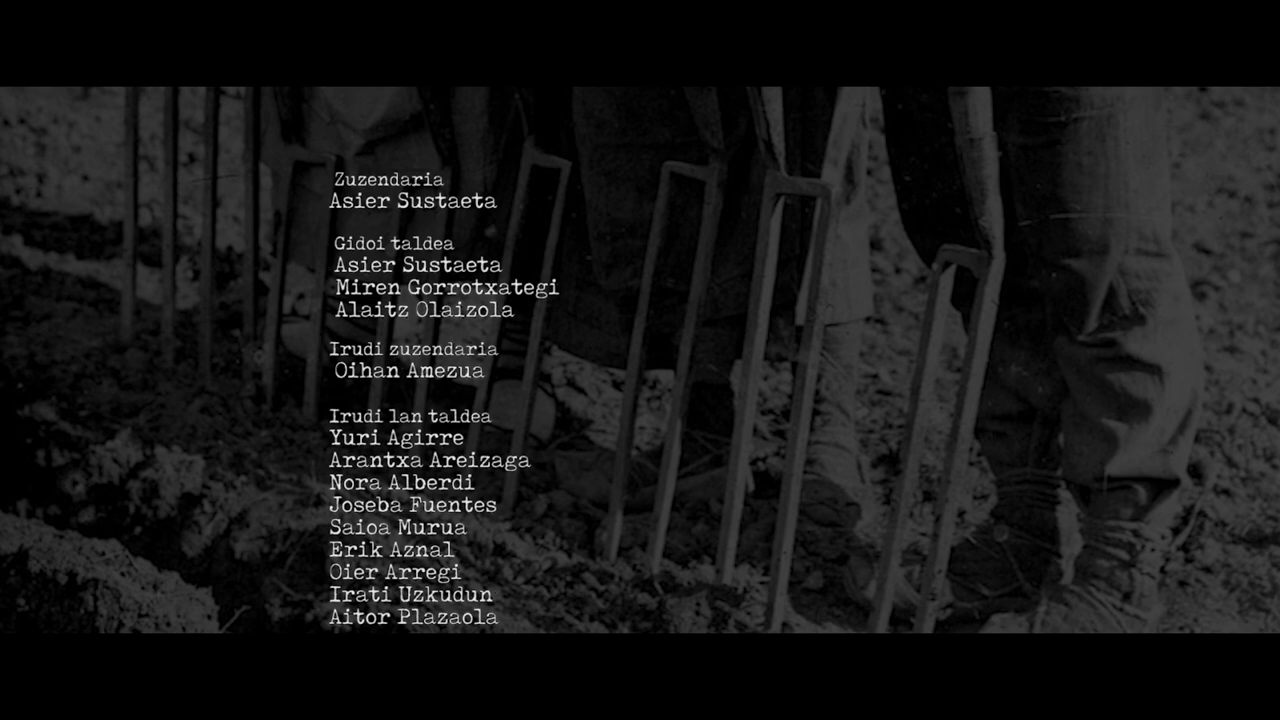 Zuzendaria
Asier Sustaeta
Gidoi taldea
Asier Sustaeta
Miren Gorrotxategi
Alaitz Olaizola
Irudi zuzendaria
Oihan Amezua
Irudi lan taldea
Yuri Agirre
Arantxa Areizaga
Nora Alberdi
Joseba Fuentes
Saioa Murua
Erik Aznal
Oier Arregi
Irati Uzkudun
Aitor Plazaola